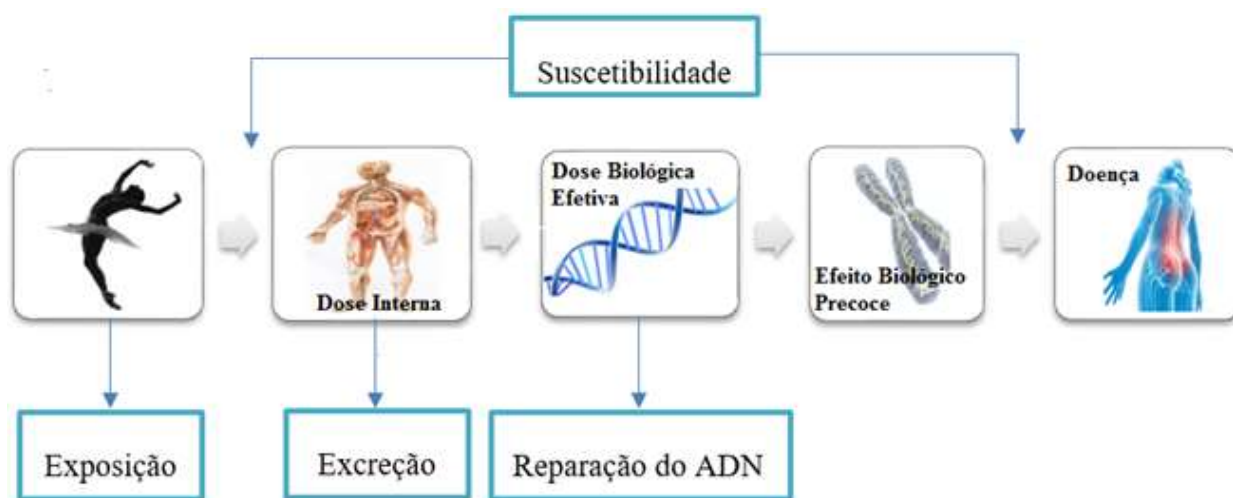 Suscetibilidade
Dose Interna
Dose Biológica
Efetiva
Efeito Biológico
Precoce
Doença
Exposição
Excreção
Reparação do ADN